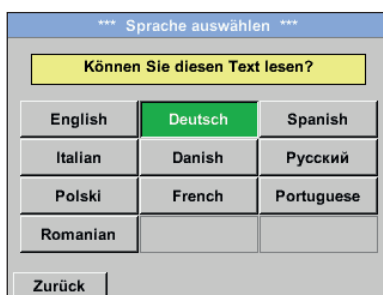 *** Sprache auswählen ***
Können Sie diesen Text lesen?
English Deutsch Spanish
Italian Danish Русский
Polski French Portuguese
Romanian
Zurück